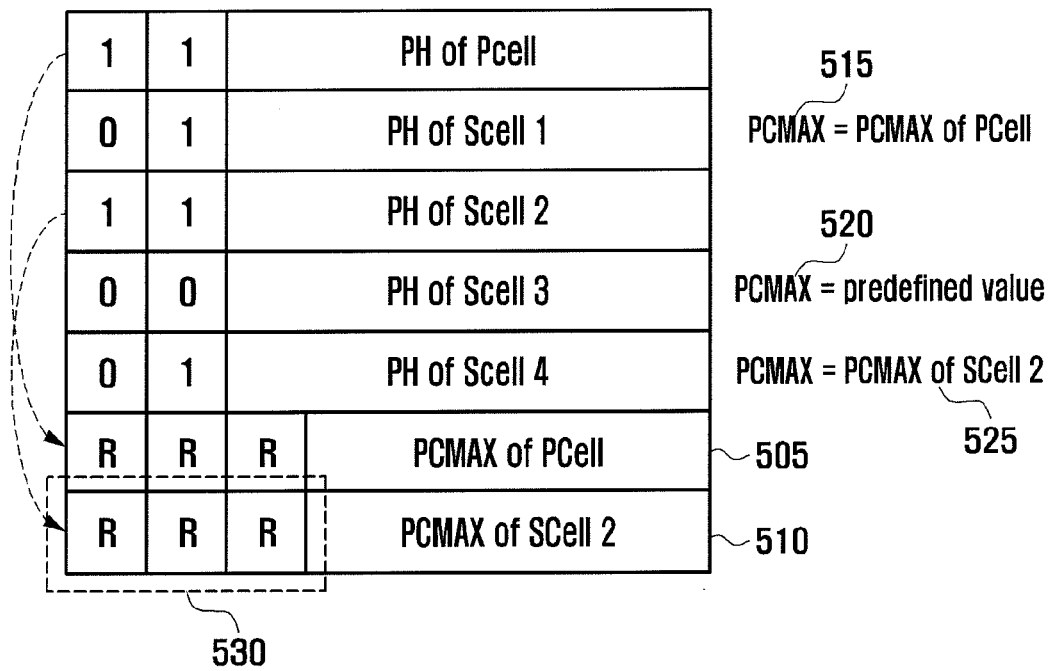 1 1 PH of Pcell
515
0 1 PH of Scell 1 PCMAX = PCMAX of PCell
1 1 PH of Scell 2
520
0 0 PH of Scell 3 PCMAX = predefined value
0 1 PH of Scell 4 PCMAX = PCMAX of SCell 2
525
R R R PCMAX of PCell 505
R R R PCMAX of SCell 2 510
530